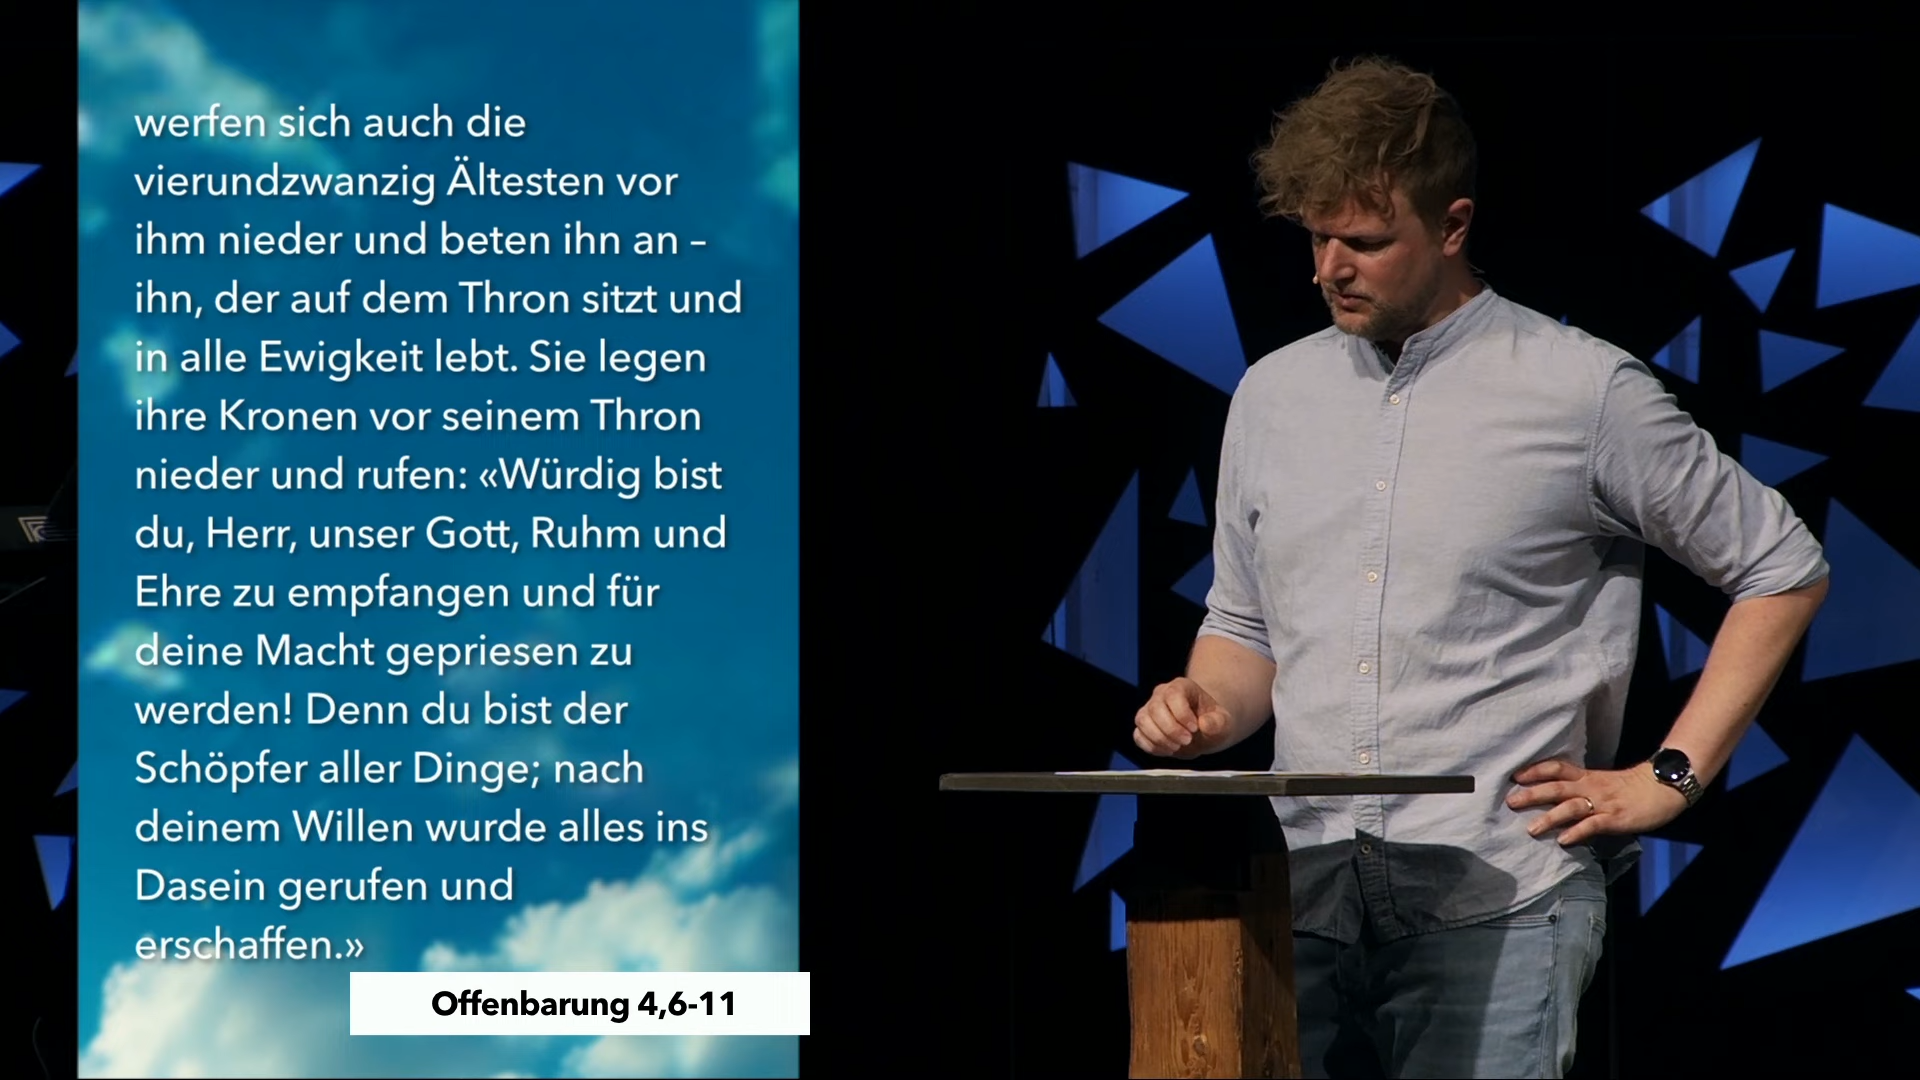 werfen sich auch die
vierundzwanzig Ältesten vor
ihm nieder und beten ihn an –
ihn, der auf dem Thron sitzt und
in alle Ewigkeit lebt. Sie legen
ihre Kronen vor seinem Thron
nieder und rufen: «Würdig bist
du, Herr, unser Gott, Ruhm und
Ehre zu empfangen und für
deine Macht gepriesen zu
werden! Denn du bist der
Schöpfer aller Dinge; nach
deinem Willen wurde alles ins
Dasein gerufen und
erschaffen.»
Offenbarung 4,6-11